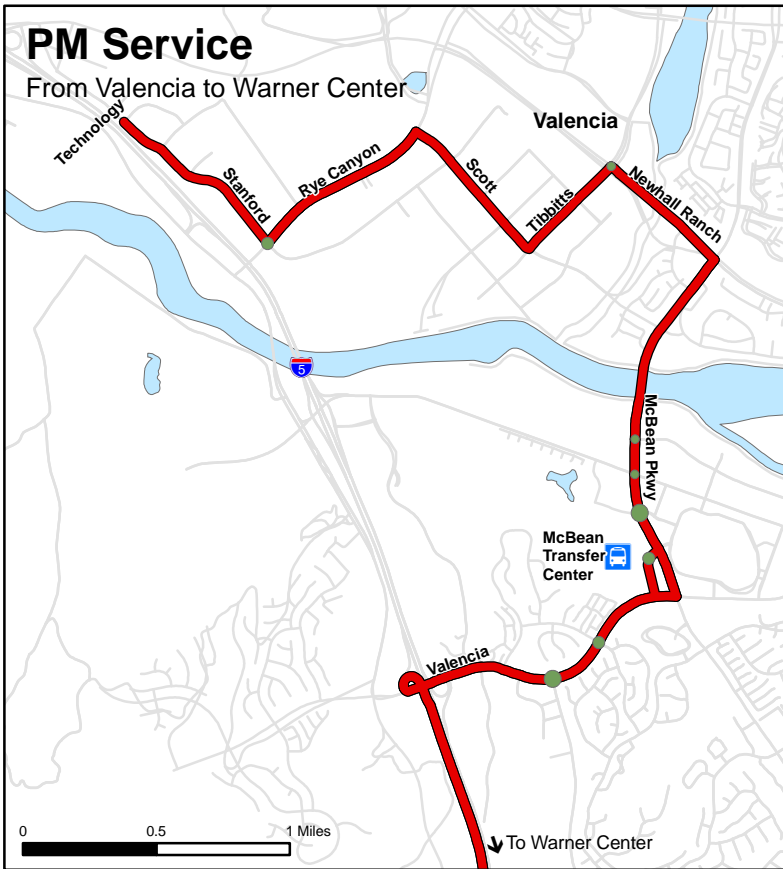 PM Service
From Valencia to Warner Center
Technology
Stanford
Rye Canyon
Scott
Tibbitts
Valencia
Newhall Ranch
5
McBean Pkwy
McBean
Transfer
Center
Valencia
0 0.5 1 Miles
To Warner Center